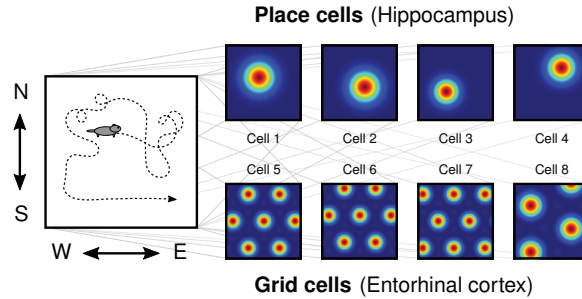 Place cells (Hippocampus)
N
S
W E
Cell 1 Cell 2 Cell 3 Cell 4
Cell 5 Cell 6 Cell 7 Cell 8
Grid cells (Entorhinal cortex)